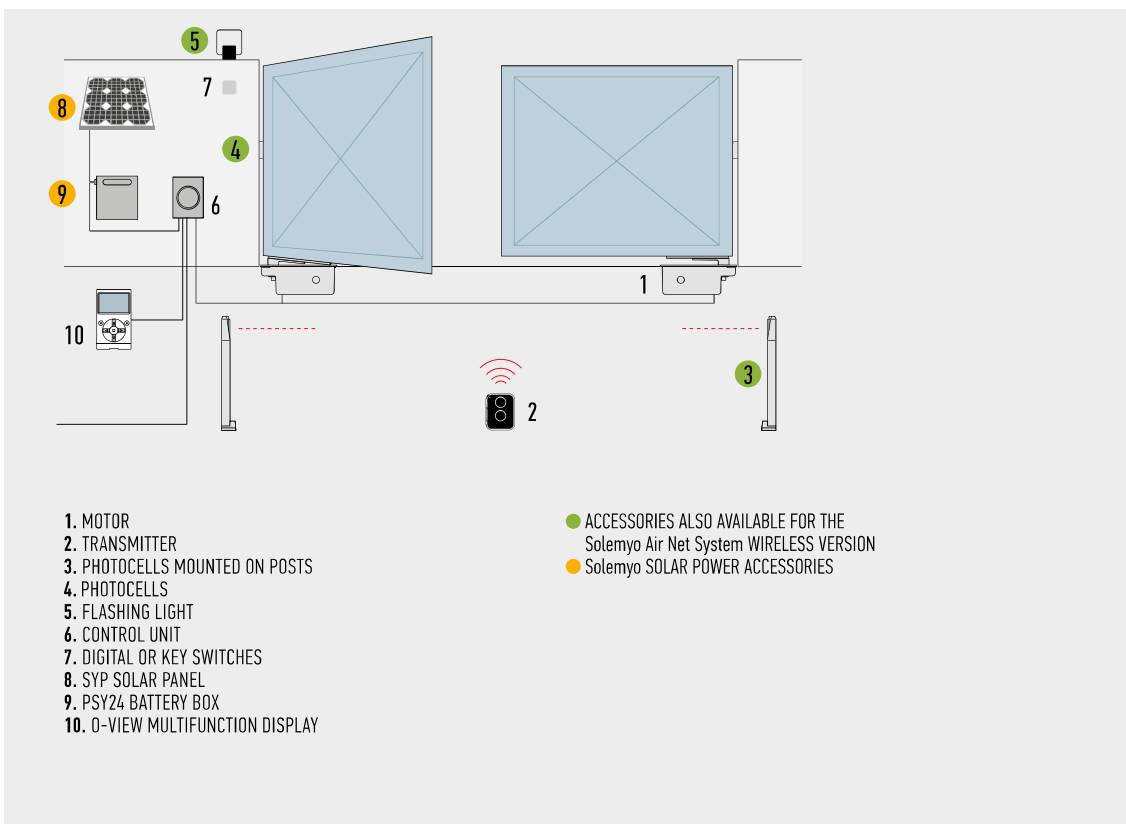 5
7
8
4
9
6
1
10
3
2
1. MOTOR
2. TRANSMITTER
3. PHOTOCELLS MOUNTED ON POSTS
4. PHOTOCELLS
5. FLASHING LIGHT
6. CONTROL UNIT
7. DIGITAL OR KEY SWITCHES
8. SYP SOLAR PANEL
9. PSY24 BATTERY BOX
10. O-VIEW MULTIFUNCTION DISPLAY
ACCESSORIES ALSO AVAILABLE FOR THE
Solemyo Air Net System WIRELESS VERSION
Solemyo SOLAR POWER ACCESSORIES